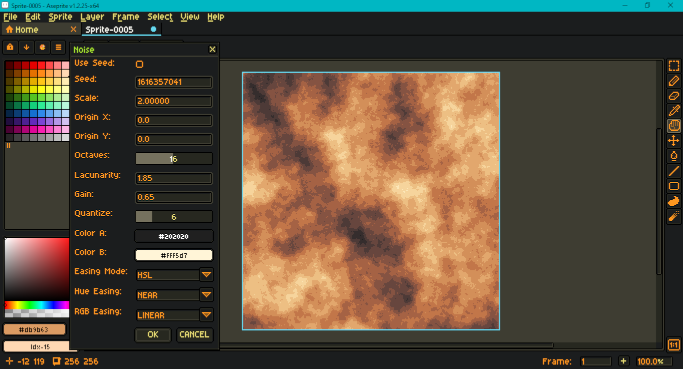 Sprite-0005 - Aseprite v1.2.25-x64
File Edit Sprite Layer Frame Select View Help
Home Sprite-0005
Noise
Use Seed:
Seed: 1616357041
Scale: 2.00000
Origin X: 0.0
Origin Y: 0.0
Octaves: 16
Lacunarity: 1.85
Gain: 0.65
Quantize: 6
Color A: #202020
Color B: #FFF5d7
Easing Mode: HSL
Hue Easing: NEAR
RGB Easing: LINEAR
OK CANCEL
#db9b63
Idx-15
-12 119 256 256 Frame: 1 + 100.0%
1:1